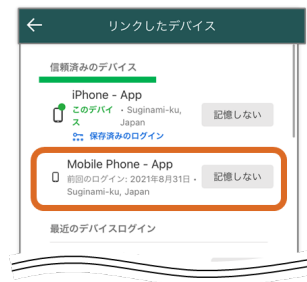 リンクしたデバイス
信頼済みのデバイス
iPhone - App
このデバイス ・Suginami-ku, Japan
保存済みのログイン
記憶しない
Mobile Phone - App
前回のログイン: 2021年8月31日・
Suginami-ku, Japan
記憶しない
最近のデバイスログイン